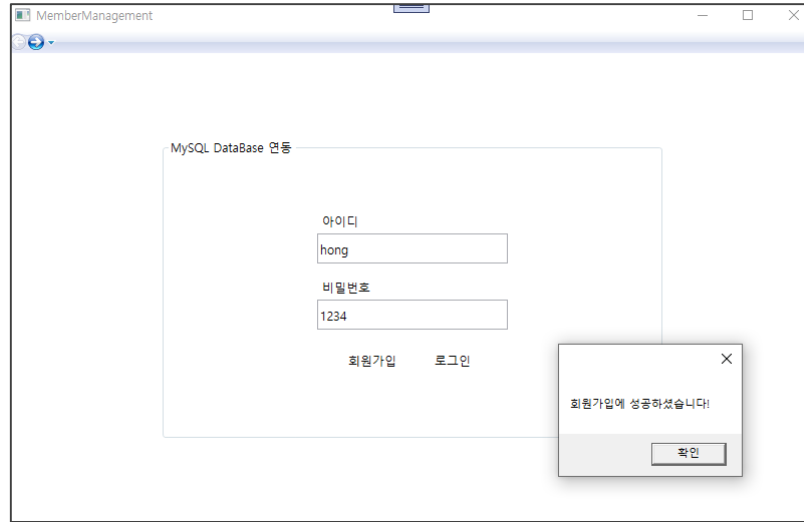 MemberManagement
MySQL DataBase 연동
아이디
hong
비밀번호
1234
회원가입 로그인
회원가입에 성공하셨습니다!
확인